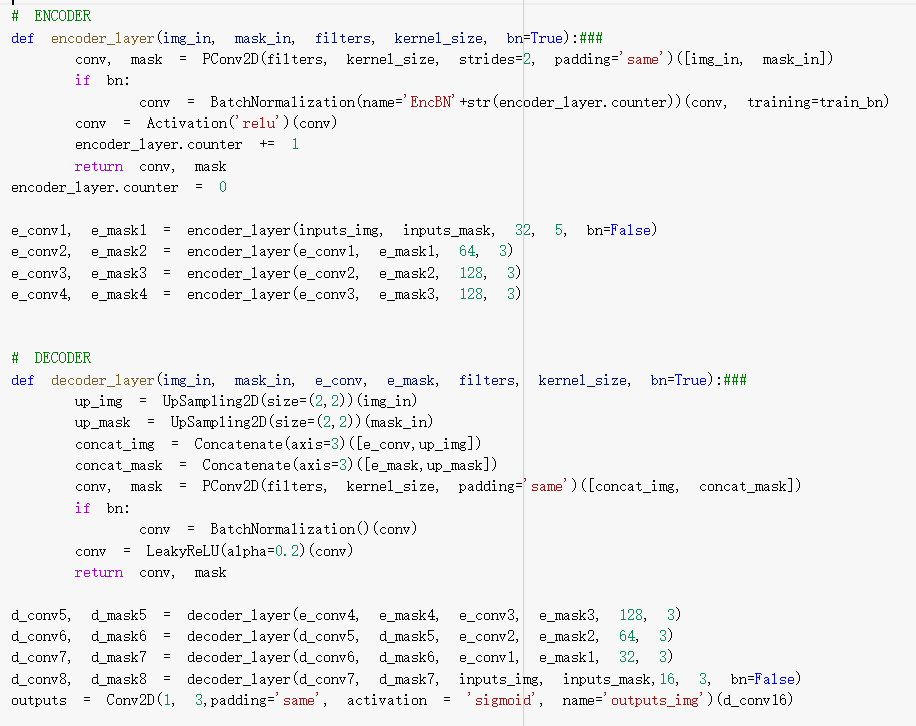 # ENCODER
def encoder_layer(img_in, mask_in, filters, kernel_size, bn=True):###
conv, mask = PConv2D(filters, kernel_size, strides=2, padding='same')([img_in, mask_in])
if bn:
conv = BatchNormalization(name='EncBN'+str(encoder_layer.counter))(conv, training=train_bn)
conv = Activation('relu')(conv)
encoder_layer.counter += 1
return conv, mask
encoder_layer.counter = 0
e_conv1, e_mask1 = encoder_layer(inputs_img, inputs_mask, 32, 5, bn=False)
e_conv2, e_mask2 = encoder_layer(e_conv1, e_mask1, 64, 3)
e_conv3, e_mask3 = encoder_layer(e_conv2, e_mask2, 128, 3)
e_conv4, e_mask4 = encoder_layer(e_conv3, e_mask3, 128, 3)
# DECODER
def decoder_layer(img_in, mask_in, e_conv, e_mask, filters, kernel_size, bn=True):###
up_img = UpSampling2D(size=(2,2))(img_in)
up_mask = UpSampling2D(size=(2,2))(mask_in)
concat_img = Concatenate(axis=3)([e_conv,up_img])
concat_mask = Concatenate(axis=3)([e_mask,up_mask])
conv, mask = PConv2D(filters, kernel_size, padding='same')([concat_img, concat_mask])
if bn:
conv = BatchNormalization()(conv)
conv = LeakyReLU(alpha=0.2)(conv)
return conv, mask
d_conv5, d_mask5 = decoder_layer(e_conv4, e_mask4, e_conv3, e_mask3, 128, 3)
d_conv6, d_mask6 = decoder_layer(d_conv5, d_mask5, e_conv2, e_mask2, 64, 3)
d_conv7, d_mask7 = decoder_layer(d_conv6, d_mask6, e_conv1, e_mask1, 32, 3)
d_conv8, d_mask8 = decoder_layer(d_conv7, d_mask7, inputs_img, inputs_mask,16, 3, bn=False)
outputs = Conv2D(1, 3,padding='same', activation = 'sigmoid', name='outputs_img')(d_conv16)